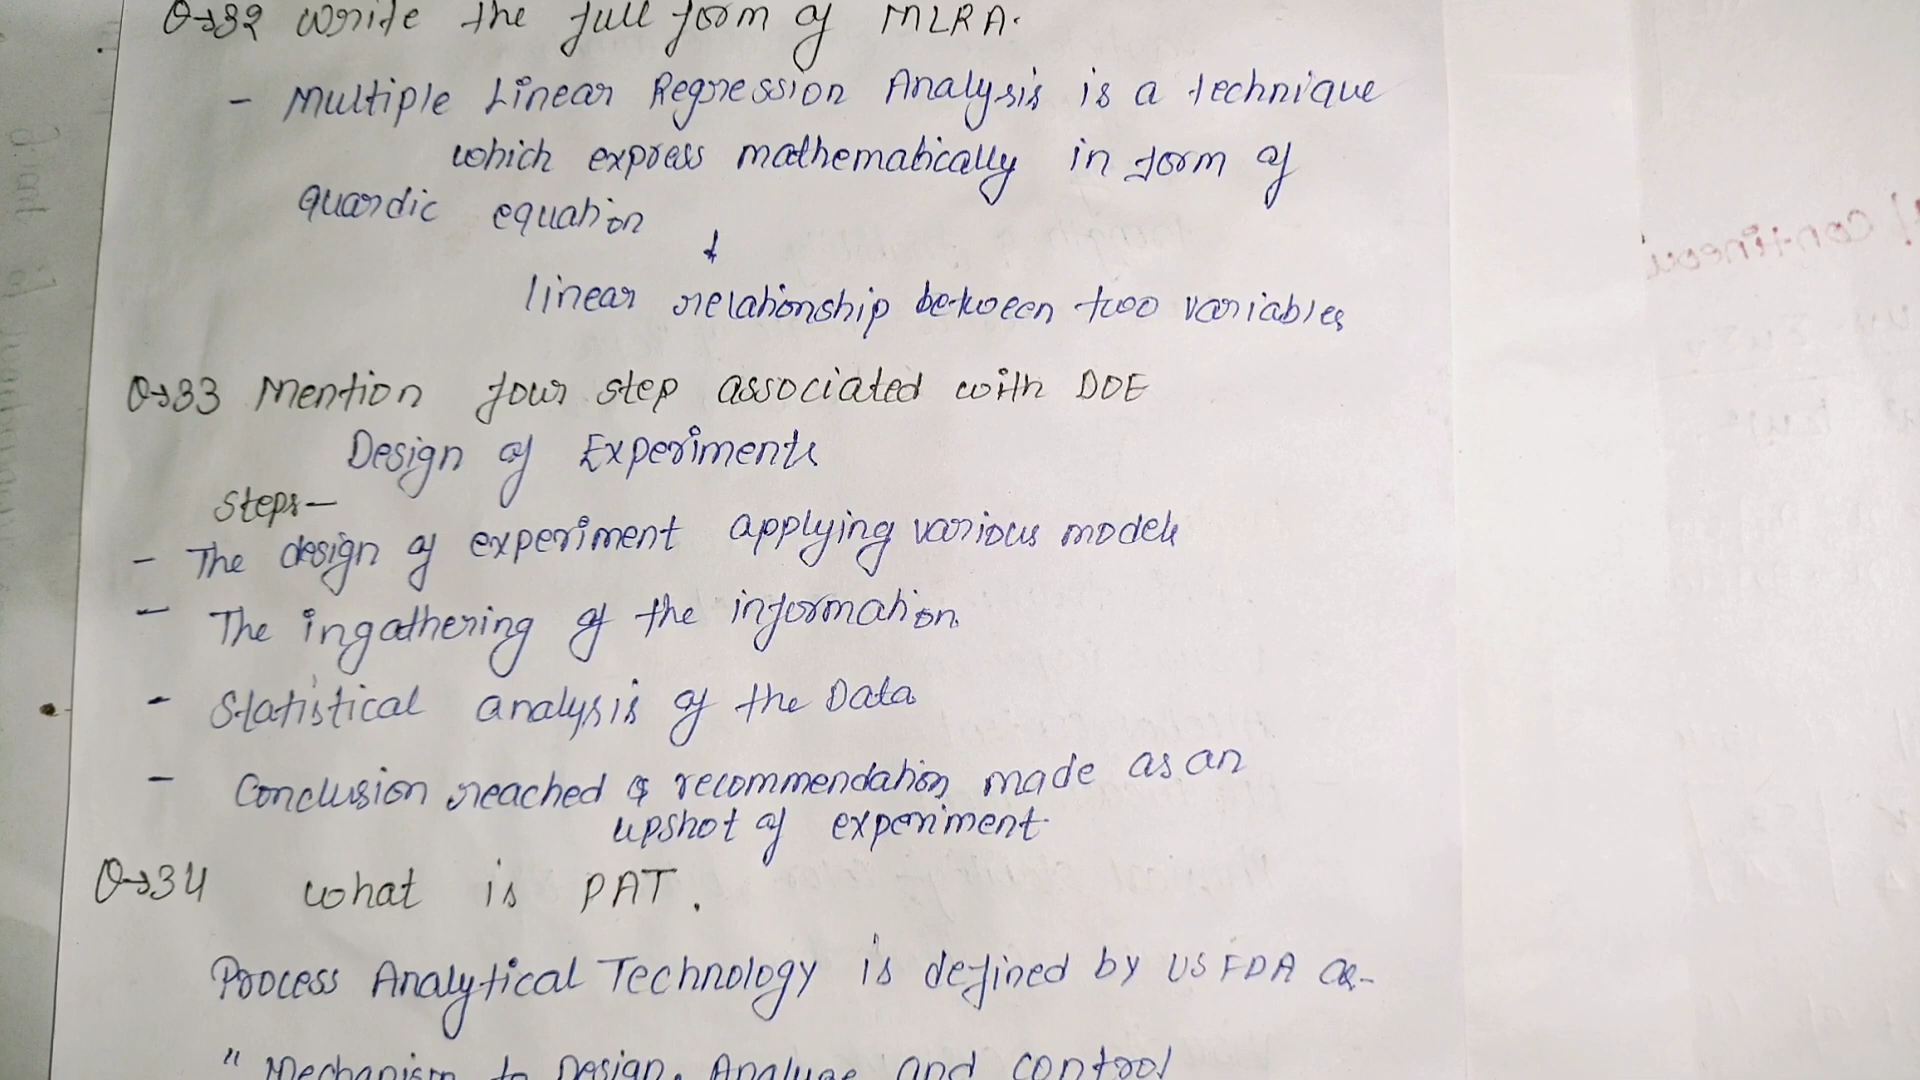 Q→32 Write the full form of MLRA.
- Multiple Linear Regression Analysis is a technique
which express mathematically in form of
quardic equation
↓
linear relationship between two variables
Q→33 Mention four step associated with DOE
Design of Experiments
Steps—
- The design of experiment applying various models
- The ingathering of the information
- Statistical analysis of the Data
- Conclusion reached & recommendation made as an
upshot of experiment.
Q→34 what is PAT.
Process Analytical Technology is defined by USFDA as-
" Mechanism to Design, Analyse and control